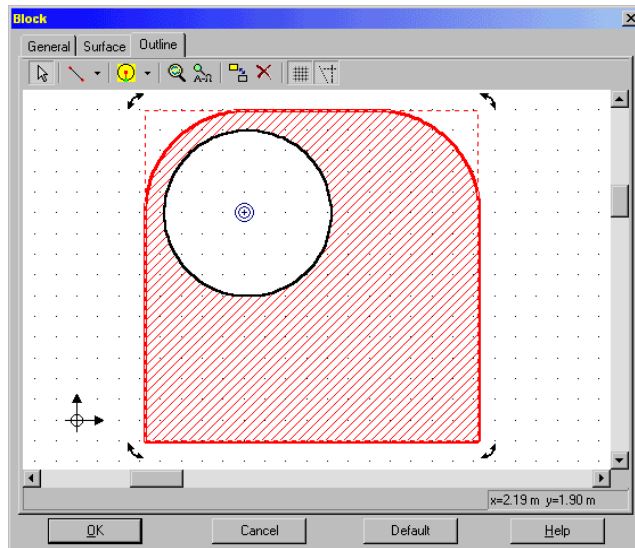 Block
General Surface Outline
A-Ω
x=2.19 m y=1.90 m
OK Cancel Default Help